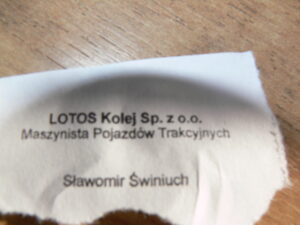 LOTOS Kolej Sp. z o.o.
Maszynista Pojazdów Trakcyjnych
Sławomir Świniuch